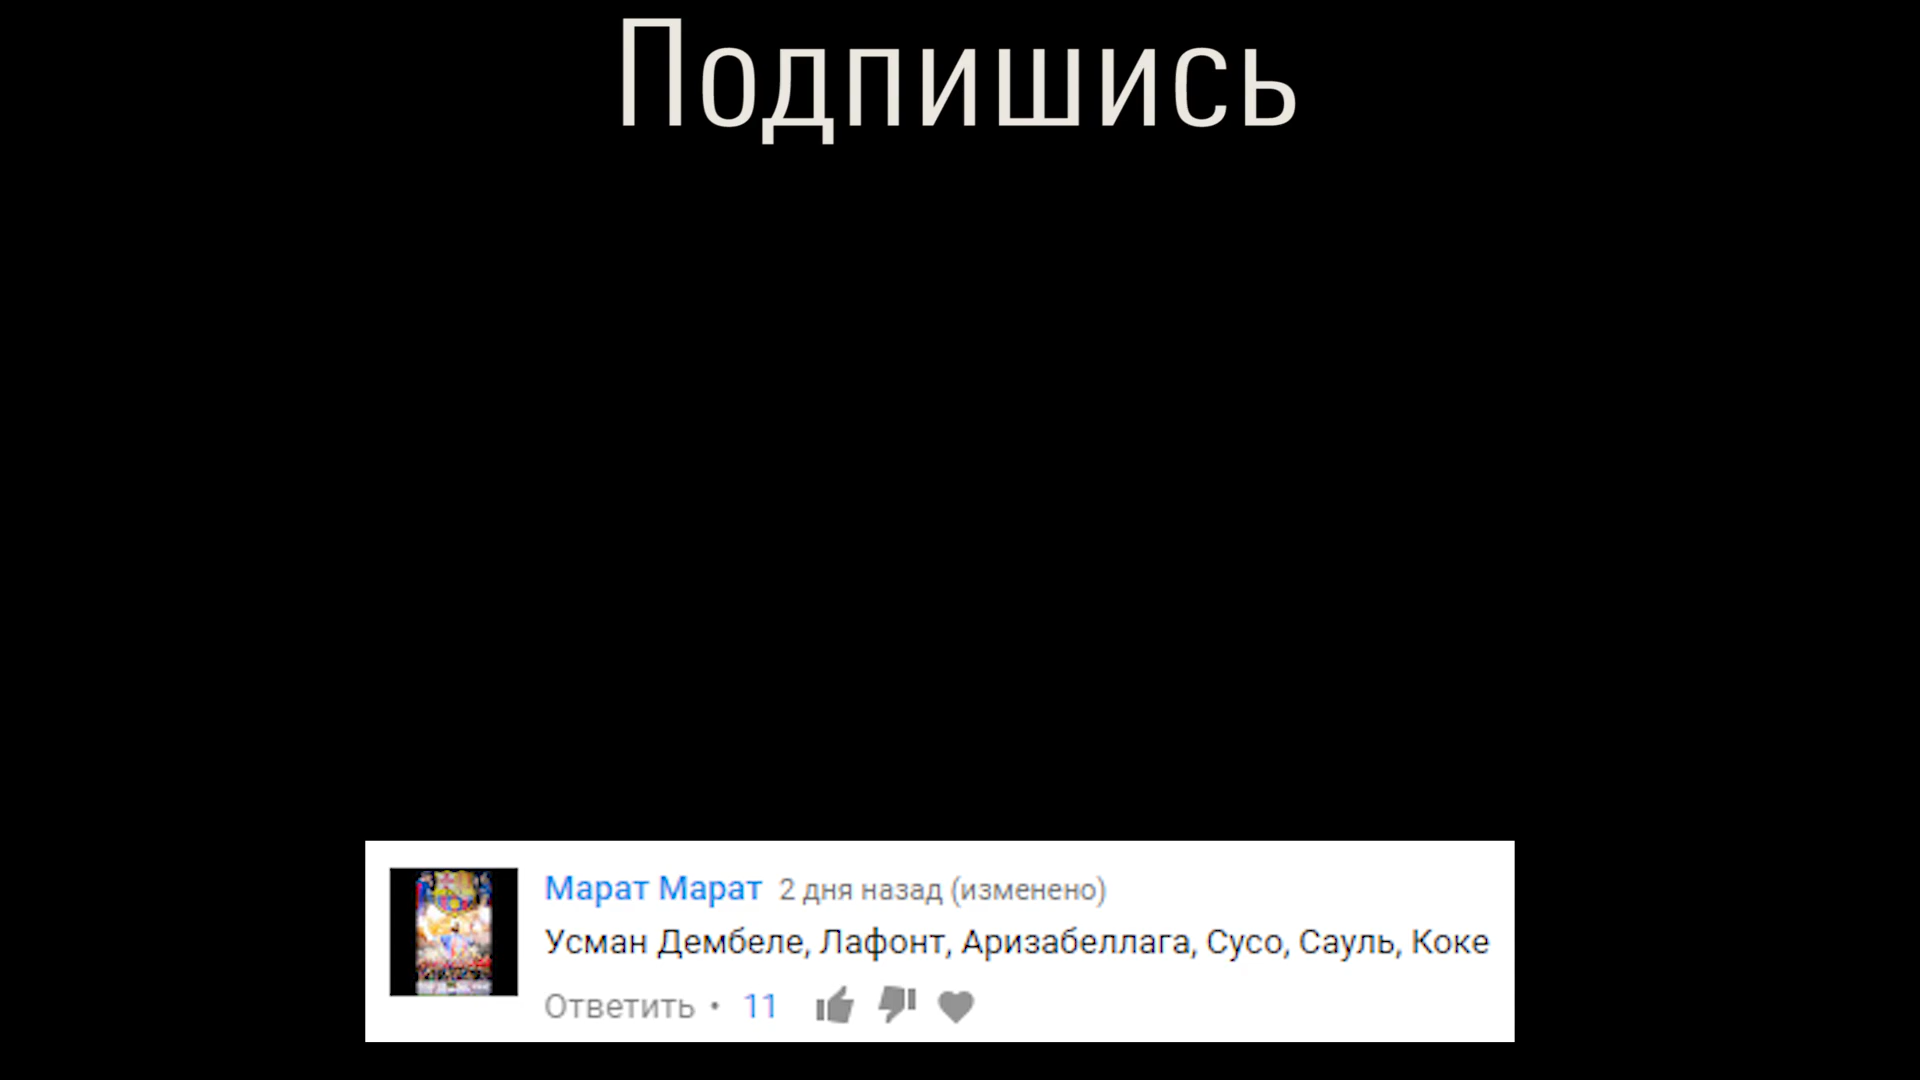 Подпишись
Марат Марат 2 дня назад (изменено)
Усман Дембеле, Лафонт, Аризабеллага, Сусо, Сауль, Коке
Ответить • 11